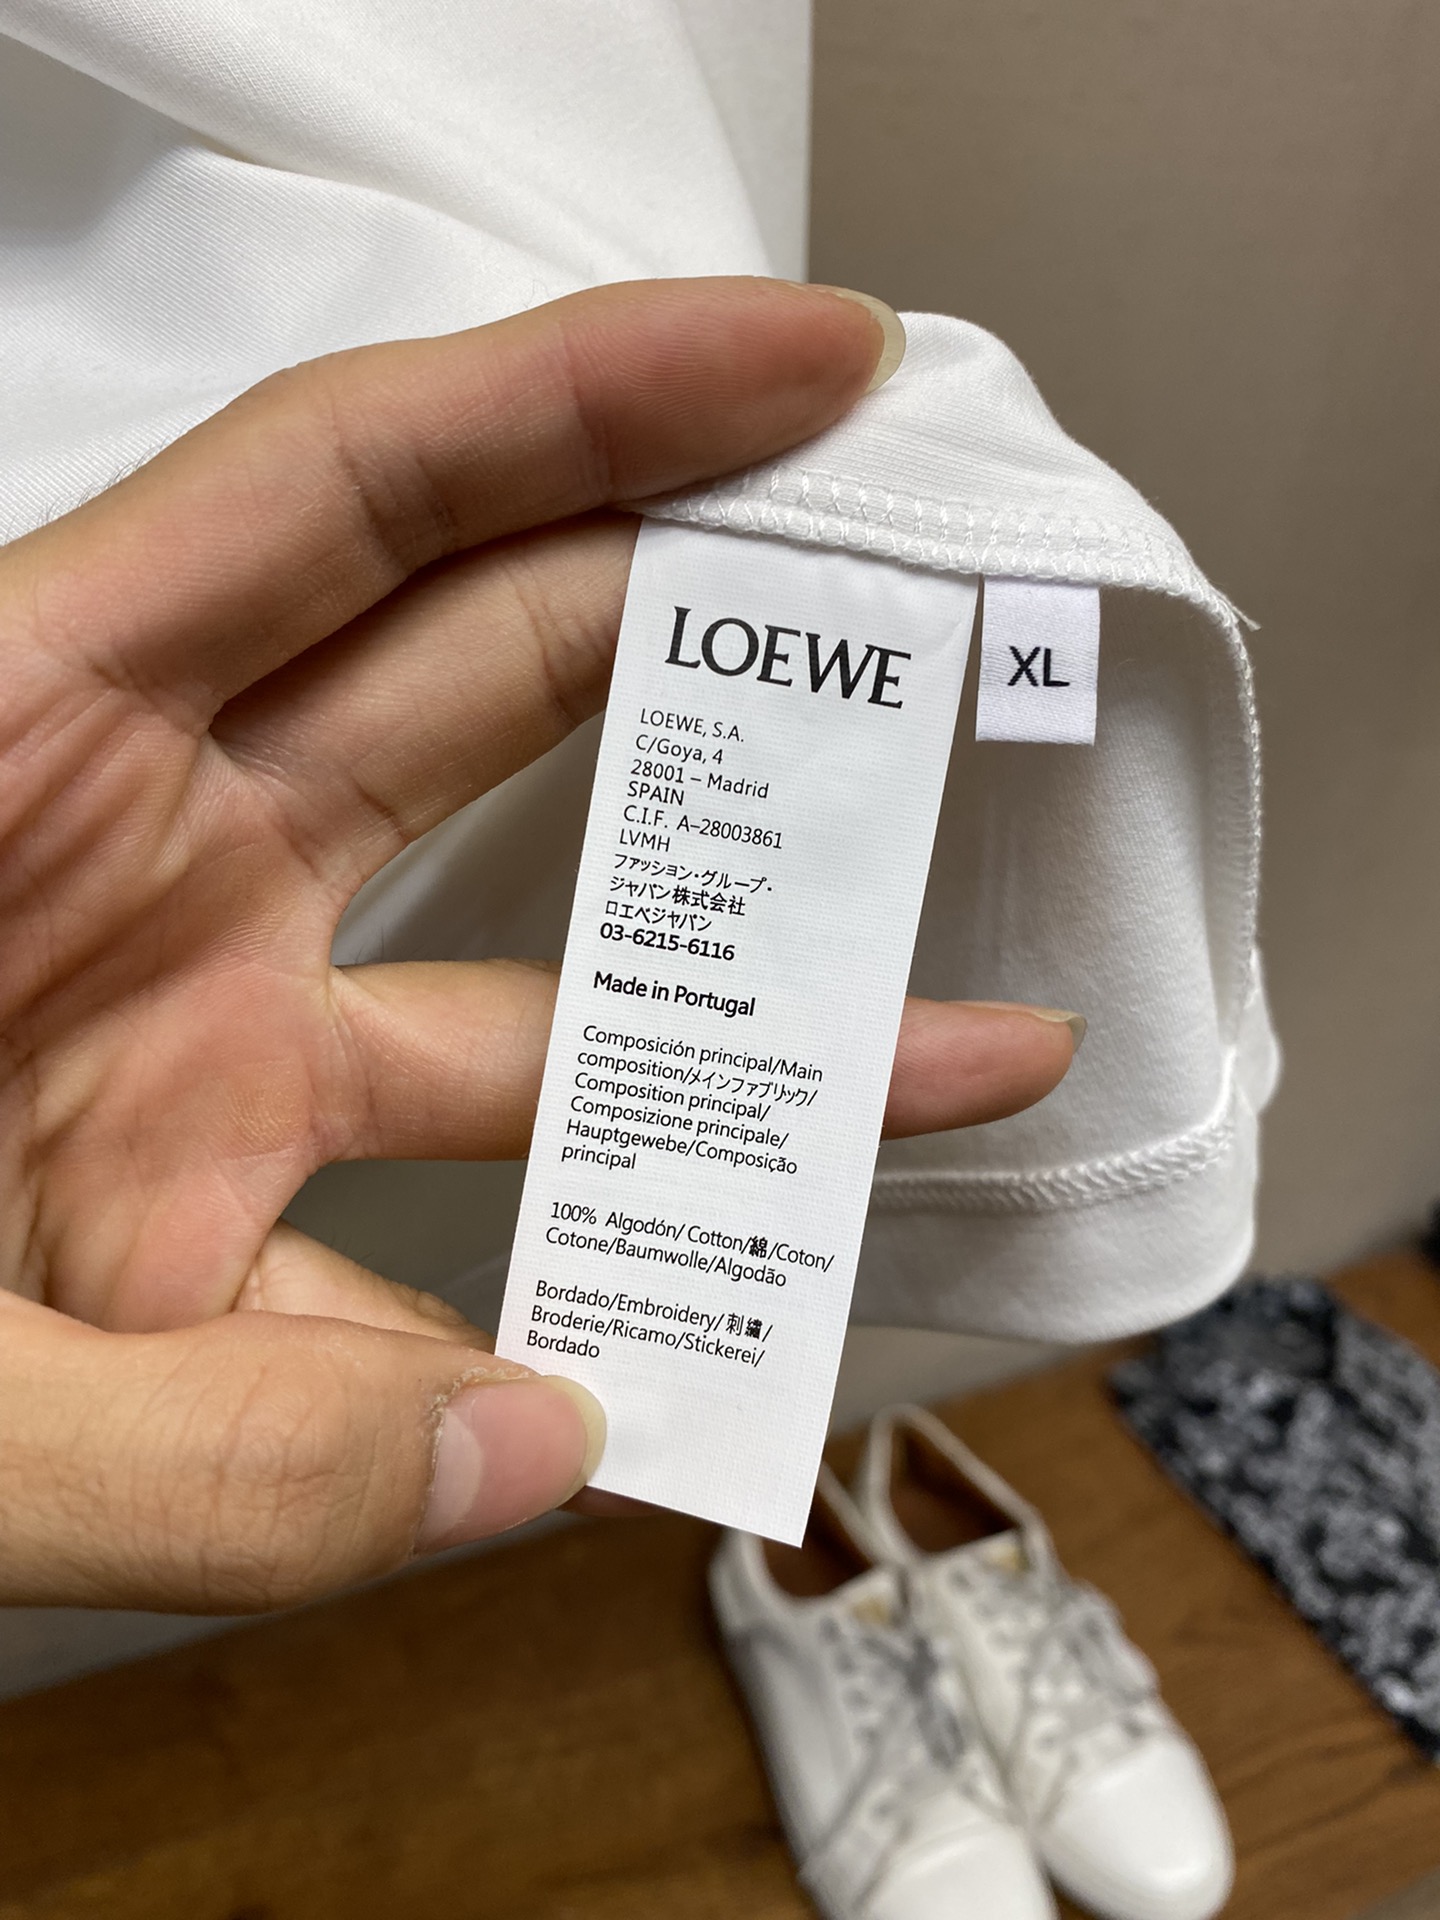 LOEWE
LOEWE, S.A.
C/Goya, 4
28001 – Madrid
SPAIN
C.I.F. A–28003861
LVMH
ファッション・グループ・
ジャパン株式会社
ロエベジャパン
03-6215-6116
Made in Portugal
Composición principal/Main
composition/メインファブリック/
Composition principal/
Composizione principale/
Hauptgewebe/Composição
principal
100% Algodón/ Cotton/綿/Coton/
Cotone/Baumwolle/Algodão
Bordado/Embroidery/刺繍/
Broderie/Ricamo/Stickerei/
Bordado
XL